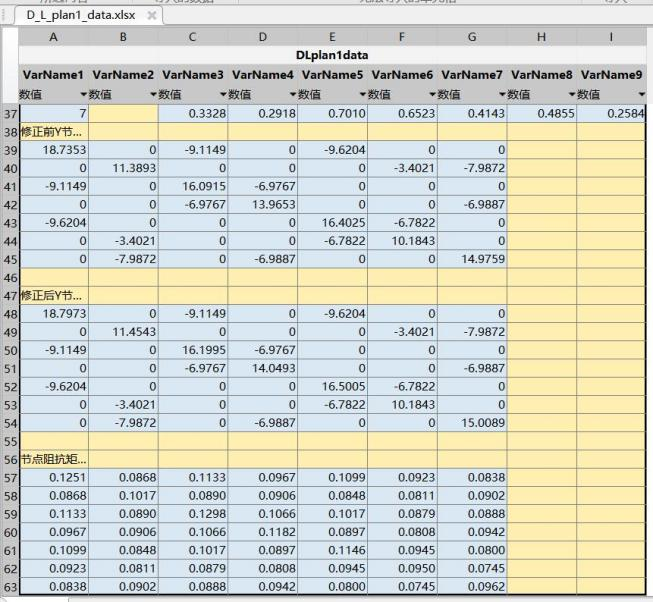 D_L_plan1_data.xlsx
A B C D E F G H I
DLplan1data
VarName1 VarName2 VarName3 VarName4 VarName5 VarName6 VarName7 VarName8 VarName9
数值 数值 数值 数值 数值 数值 数值 数值 数值
37 7 0.3328 0.2918 0.7010 0.6523 0.4143 0.4855 0.2584
38 修正前Y节...
39 18.7353 0 -9.1149 0 -9.6204 0 0
40 0 11.3893 0 0 0 -3.4021 -7.9872
41 -9.1149 0 16.0915 -6.9767 0 0 0
42 0 0 -6.9767 13.9653 0 0 -6.9887
43 -9.6204 0 0 0 16.4025 -6.7822 0
44 0 -3.4021 0 0 -6.7822 10.1843 0
45 0 -7.9872 0 -6.9887 0 0 14.9759
46
47 修正后Y节...
48 18.7973 0 -9.1149 0 -9.6204 0 0
49 0 11.4543 0 0 0 -3.4021 -7.9872
50 -9.1149 0 16.1995 -6.9767 0 0 0
51 0 0 -6.9767 14.0493 0 0 -6.9887
52 -9.6204 0 0 0 16.5005 -6.7822 0
53 0 -3.4021 0 0 -6.7822 10.1843 0
54 0 -7.9872 0 -6.9887 0 0 15.0089
55
56 节点阻抗矩...
57 0.1251 0.0868 0.1133 0.0967 0.1099 0.0923 0.0838
58 0.0868 0.1017 0.0890 0.0906 0.0848 0.0811 0.0902
59 0.1133 0.0890 0.1298 0.1066 0.1017 0.0879 0.0888
60 0.0967 0.0906 0.1066 0.1182 0.0897 0.0808 0.0942
61 0.1099 0.0848 0.1017 0.0897 0.1146 0.0945 0.0800
62 0.0923 0.0811 0.0879 0.0808 0.0945 0.0950 0.0745
63 0.0838 0.0902 0.0888 0.0942 0.0800 0.0745 0.0962